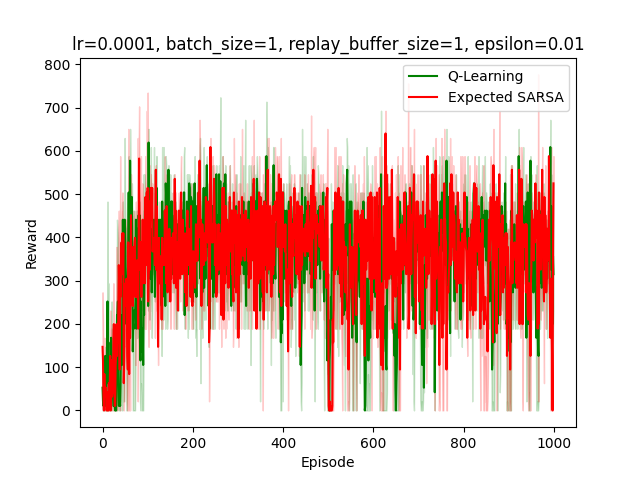 lr=0.0001, batch_size=1, replay_buffer_size=1, epsilon=0.01
Q-Learning
Expected SARSA
800
700
600
500
400
300
200
100
0
Reward
0 200 400 600 800 1000
Episode